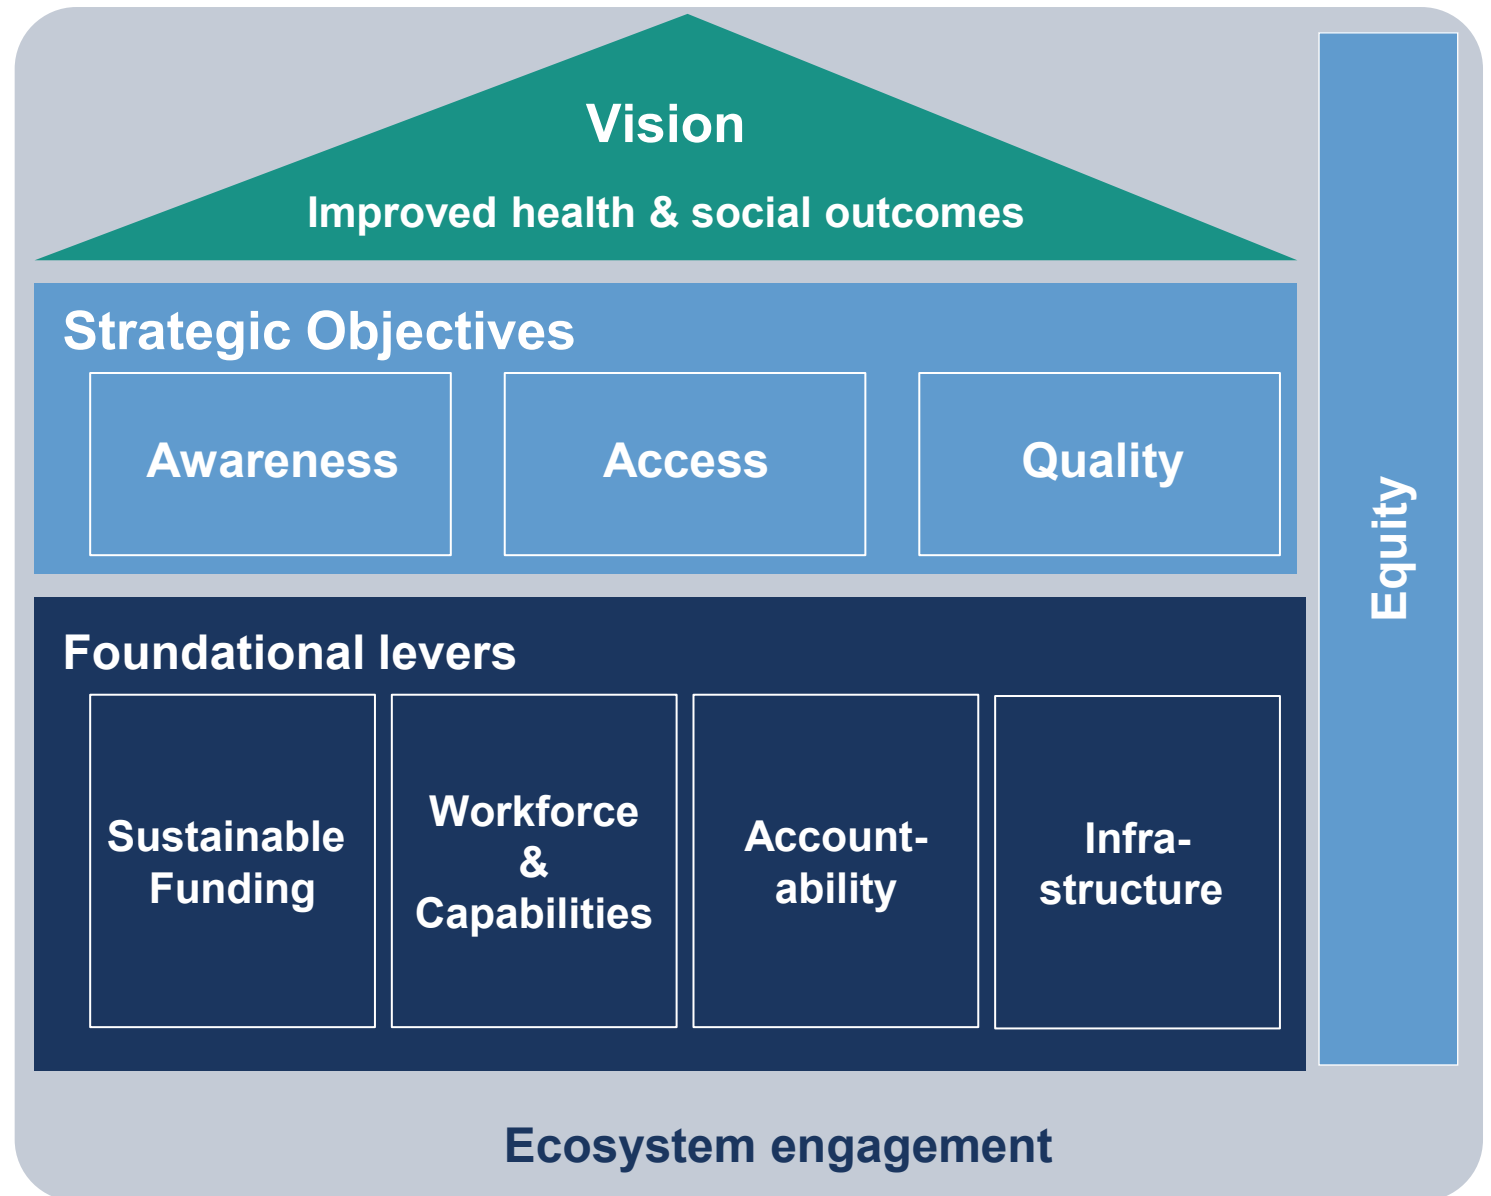 Vision
Improved health & social outcomes
Strategic Objectives
Awareness
Access
Quality
Equity
Foundational levers
Sustainable
Funding
Workforce
&
Capabilities
Account-
ability
Infra-
structure
Ecosystem engagement